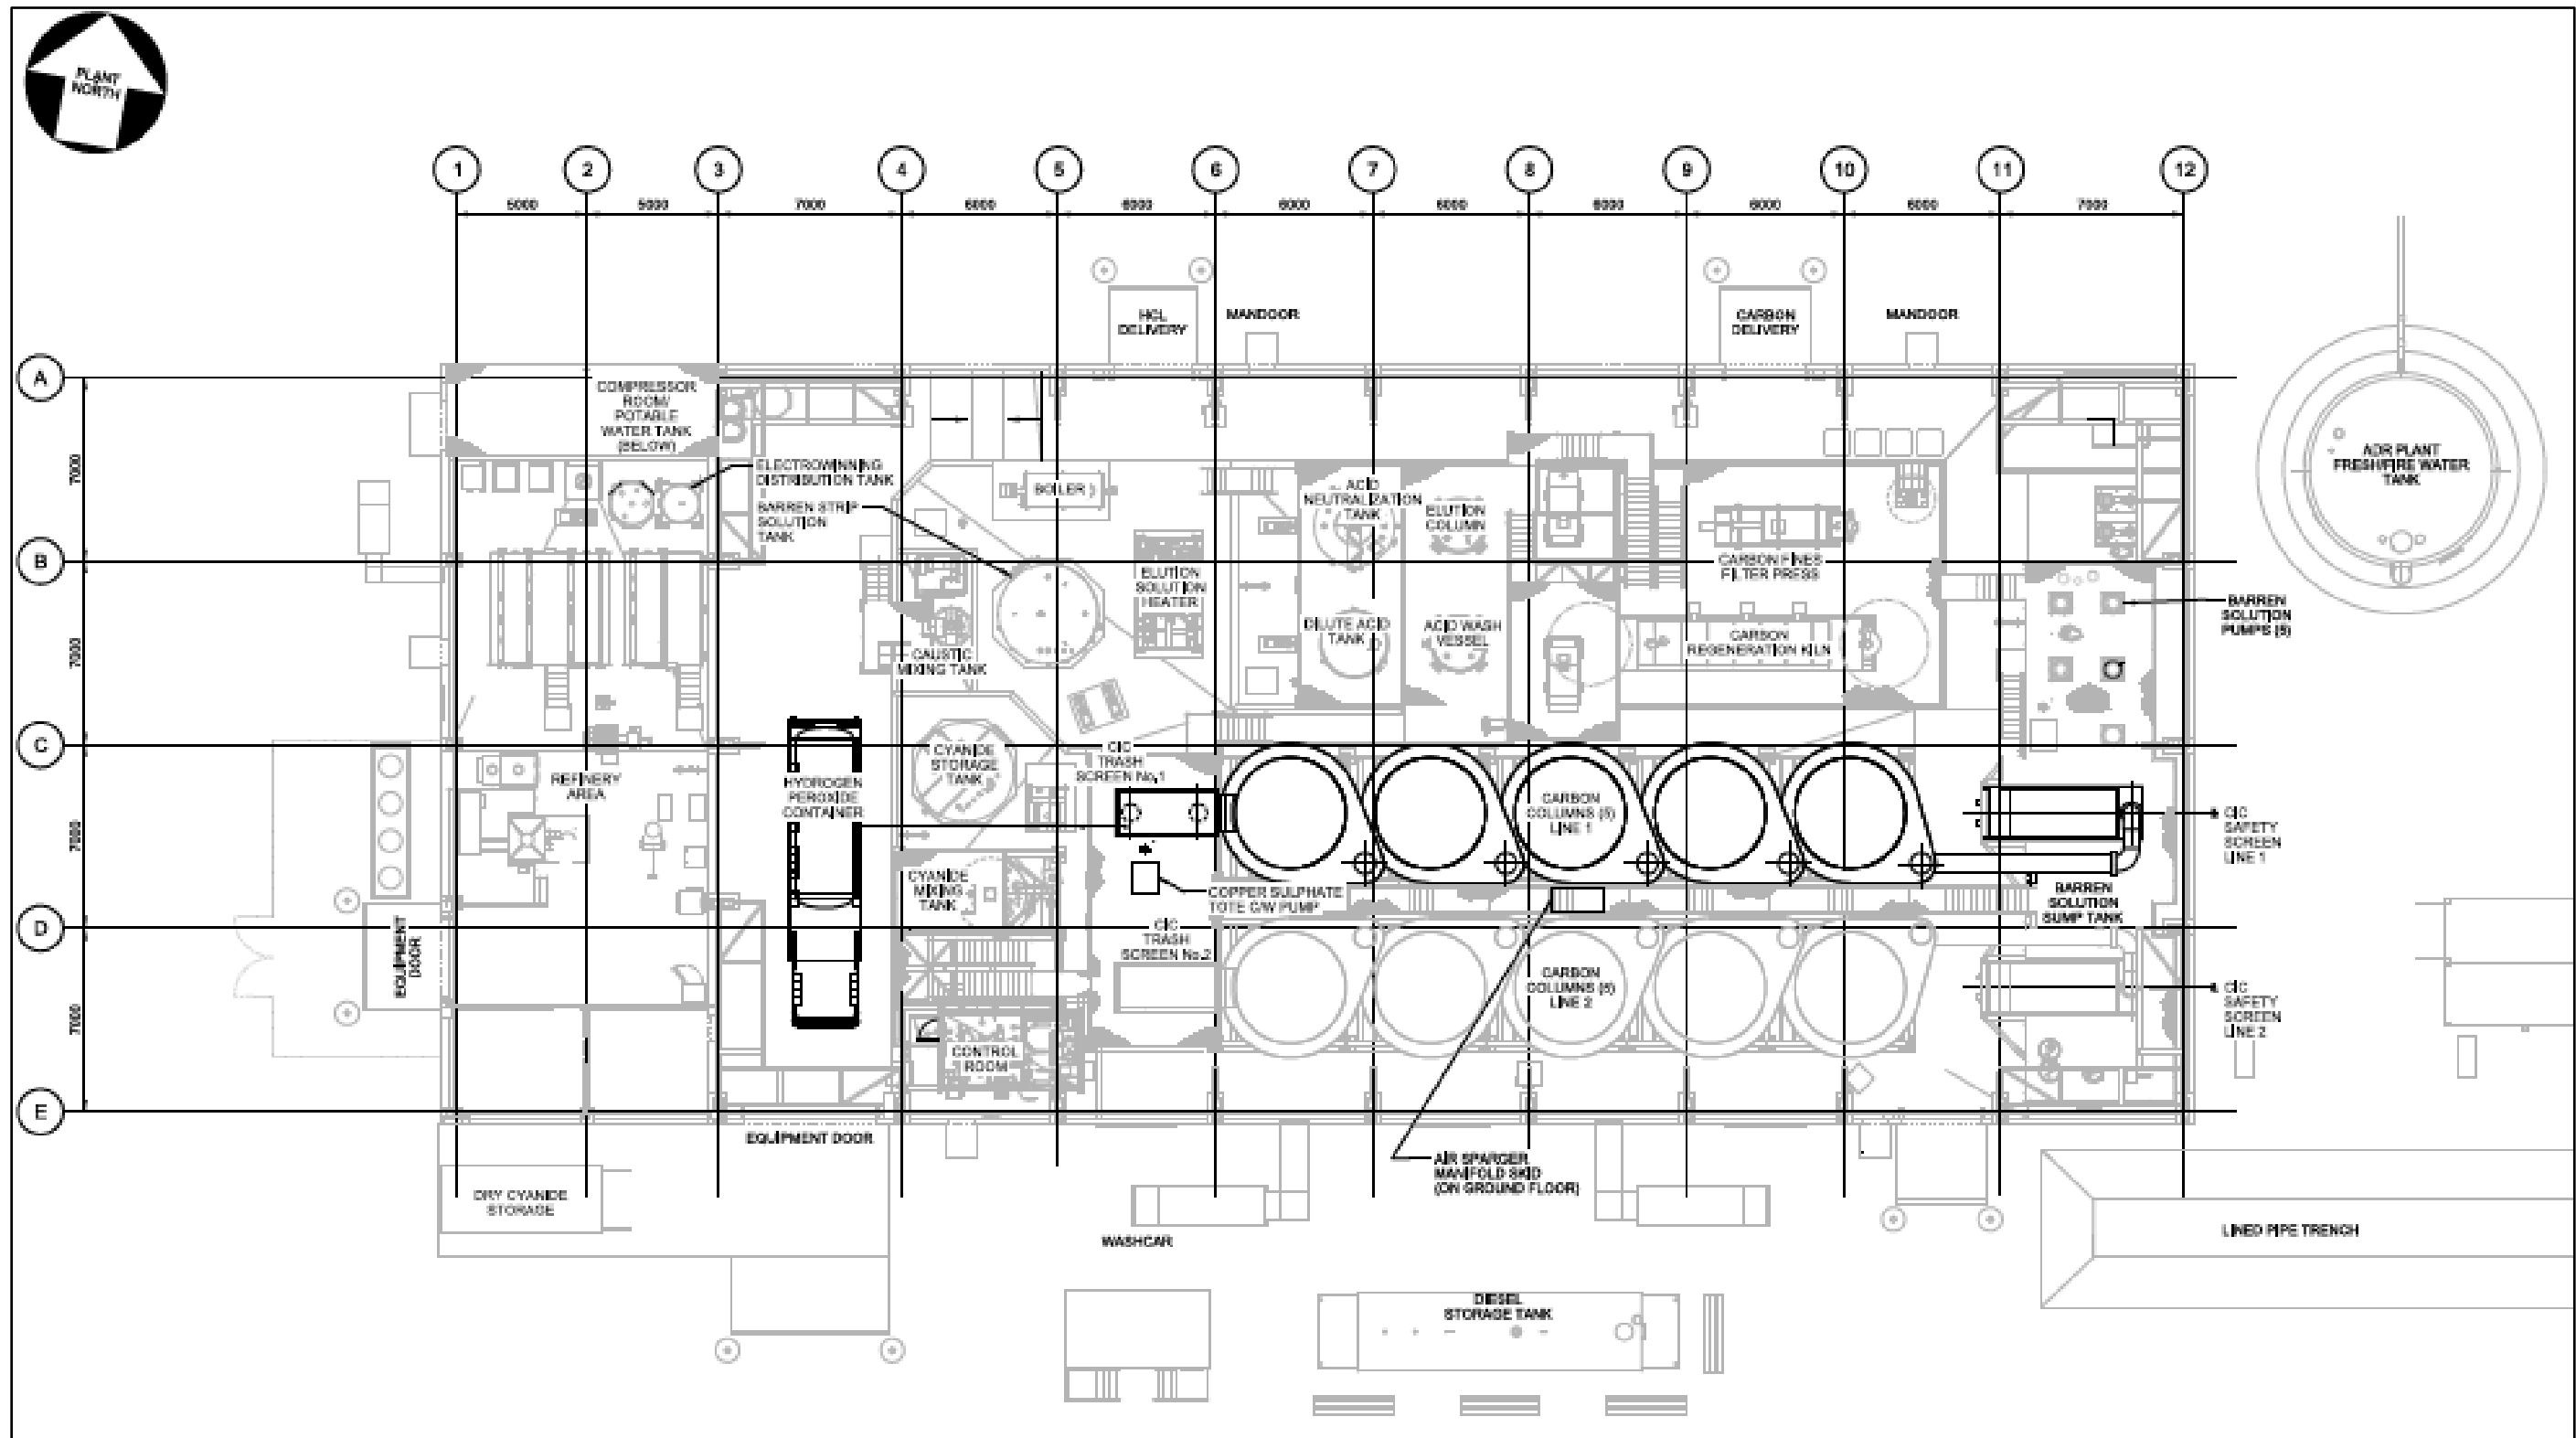 PLANT
NORTH
1
2
3
4
5
6
7
8
9
10
11
12
5000
5000
7000
6000
6000
6000
6000
6000
6000
6000
7000
HCL
DELIVERY
MANDOOR
CARBON
DELIVERY
MANDOOR
A
B
C
D
E
7000
7000
7000
7000
COMPRESSOR
ROOM/
POTABLE
WATER TANK
(BELOW)
ELECTROWINNING
DISTRIBUTION TANK
BARREN STRIP
SOLUTION
TANK
BOILER
ACID
NEUTRALIZATION
TANK
ELUTION
COLUMN
ADR PLANT
FRESH/FIRE WATER
TANK
ELUTION
SOLUTION
HEATER
CARBON FINES
FILTER PRESS
DILUTE ACID
TANK
ACID WASH
VESSEL
CARBON
REGENERATION KILN
BARREN
SOLUTION
PUMPS (5)
CAUSTIC
MIXING TANK
CYANIDE
STORAGE
TANK
CIC
TRASH
SCREEN No.1
REFINERY
AREA
HYDROGEN
PEROXIDE
CONTAINER
CARBON
COLUMNS (5)
LINE 1
CIC
SAFETY
SCREEN
LINE 1
CYANIDE
MIXING
TANK
COPPER SULPHATE
TOTE C/W PUMP
BARREN
SOLUTION
SUMP TANK
EQUIPMENT
DOOR
CIC
TRASH
SCREEN No.2
CARBON
COLUMNS (5)
LINE 2
CIC
SAFETY
SCREEN
LINE 2
CONTROL
ROOM
EQUIPMENT DOOR
AIR SPARGER
MANIFOLD SKID
(ON GROUND FLOOR)
DRY CYANIDE
STORAGE
WASHCAR
LINED PIPE TRENCH
DIESEL
STORAGE TANK